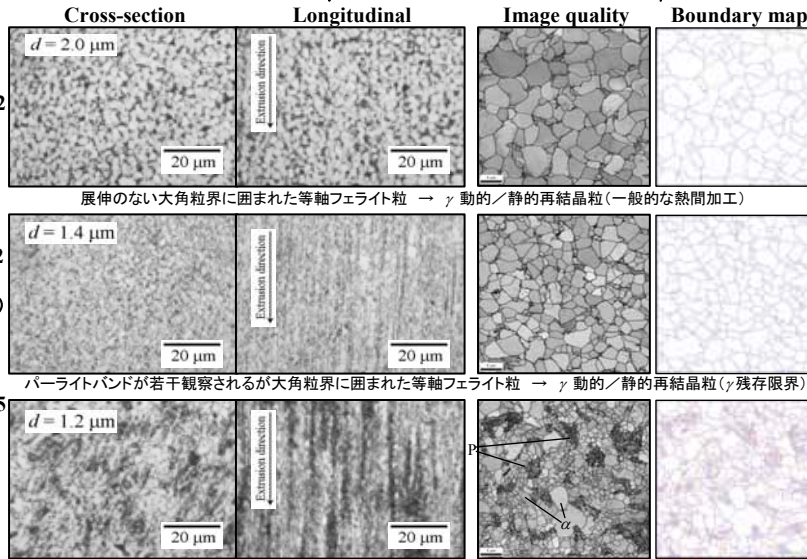 Cross-section Longitudinal Image quality Boundary map
d = 2.0 μm
Extrusion direction
20 μm
20 μm
2
展伸のない大角粒界に囲まれた等軸フェライト粒 → γ 動的／静的再結晶粒(一般的な熱間加工)
d = 1.4 μm
Extrusion direction
20 μm
20 μm
2
)
パーライトバンドが若干観察されるが大角粒界に囲まれた等軸フェライト粒 → γ 動的／静的再結晶粒(γ残存限界)
5
d = 1.2 μm
Extrusion direction
20 μm
20 μm
P
α